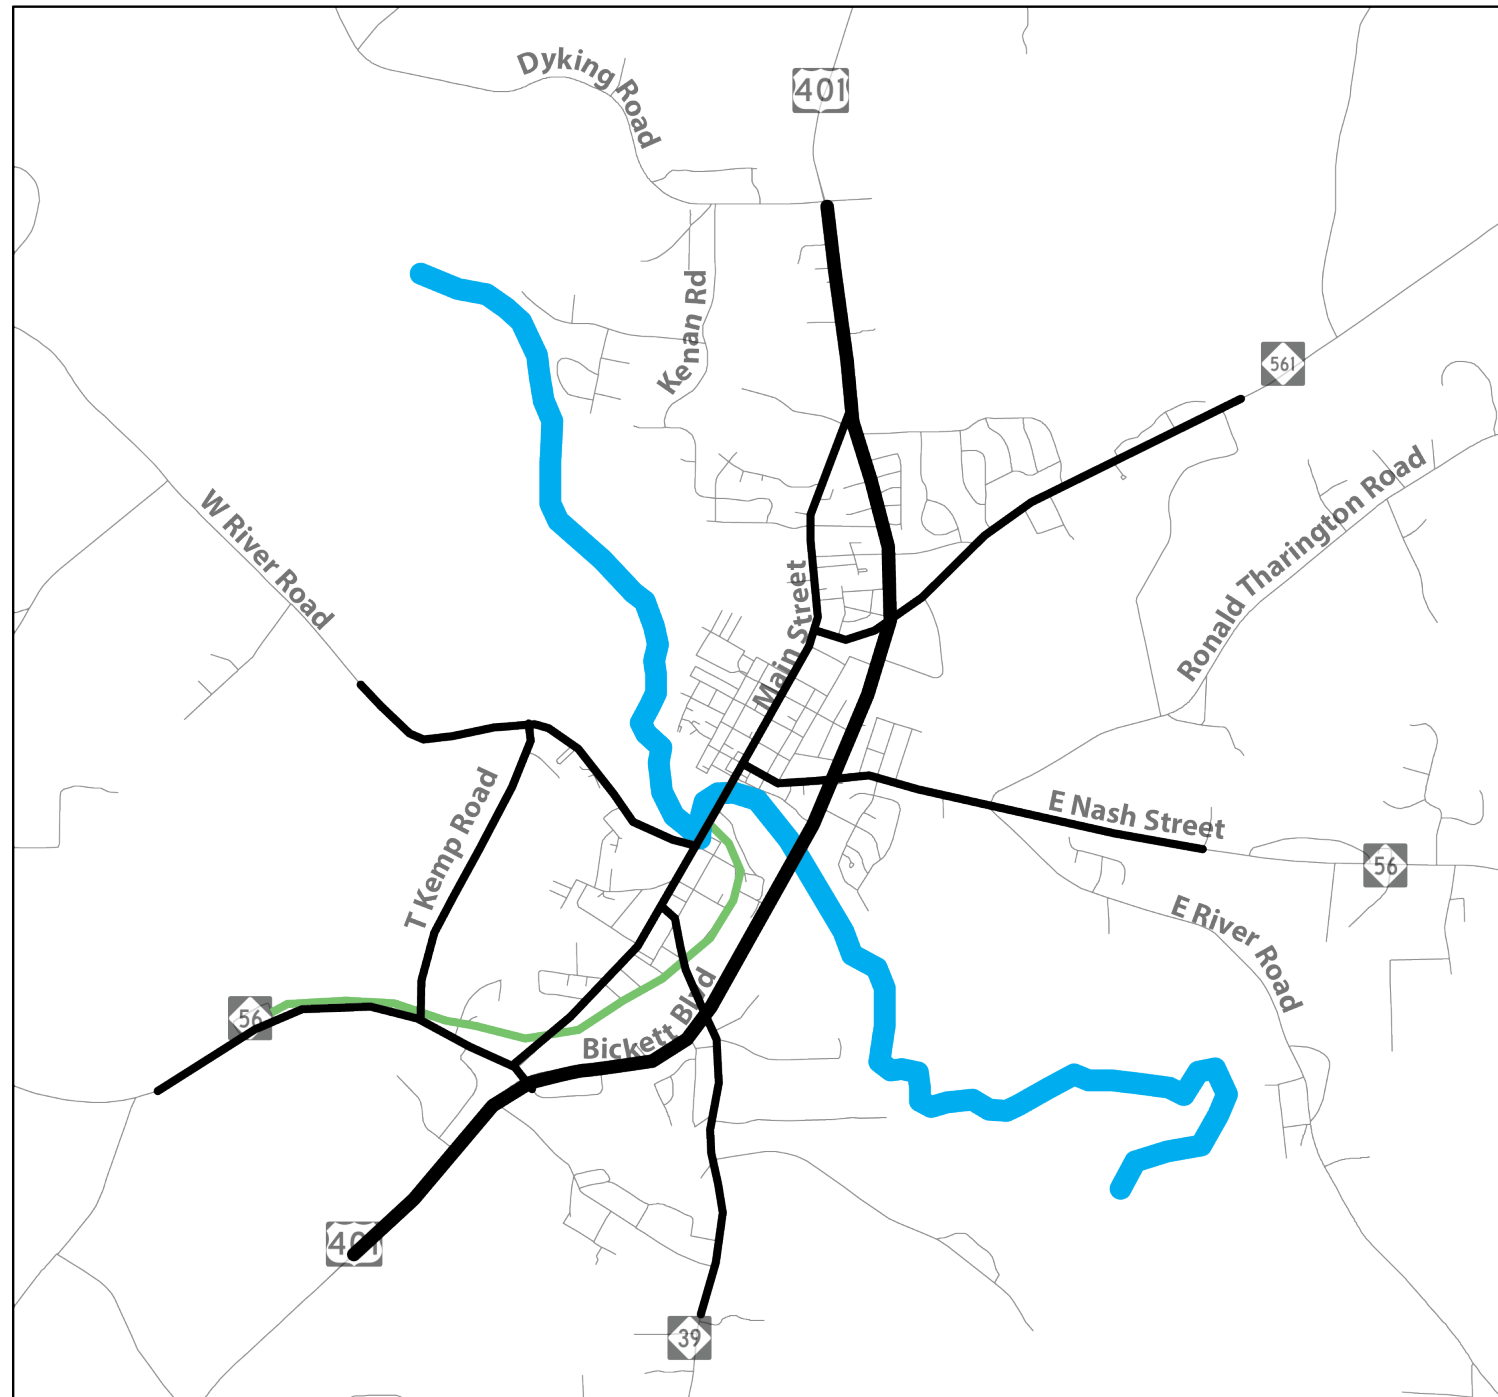 Dyking Road
401
Kenan Rd
561
W River Road
Ronald Tharington Road
Main Street
T Kemp Road
E Nash Street
56
E River Road
56
Bickett Blvd
401
39